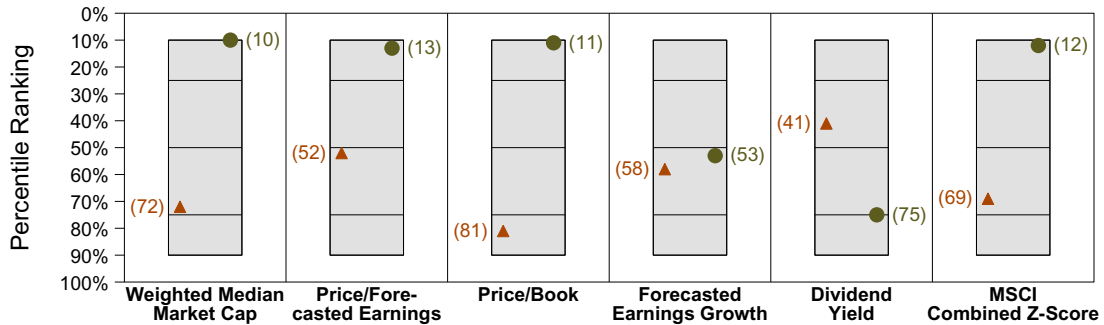 Percentile Ranking
0%
10%
20%
30%
40%
50%
60%
70%
80%
90%
100%
(10)
(72)
Weighted Median
Market Cap
(13)
(52)
Price/Fore-
casted Earnings
(11)
(81)
Price/Book
(58)
(53)
Forecasted
Earnings Growth
(41)
(75)
Dividend
Yield
(12)
(69)
MSCI
Combined Z-Score